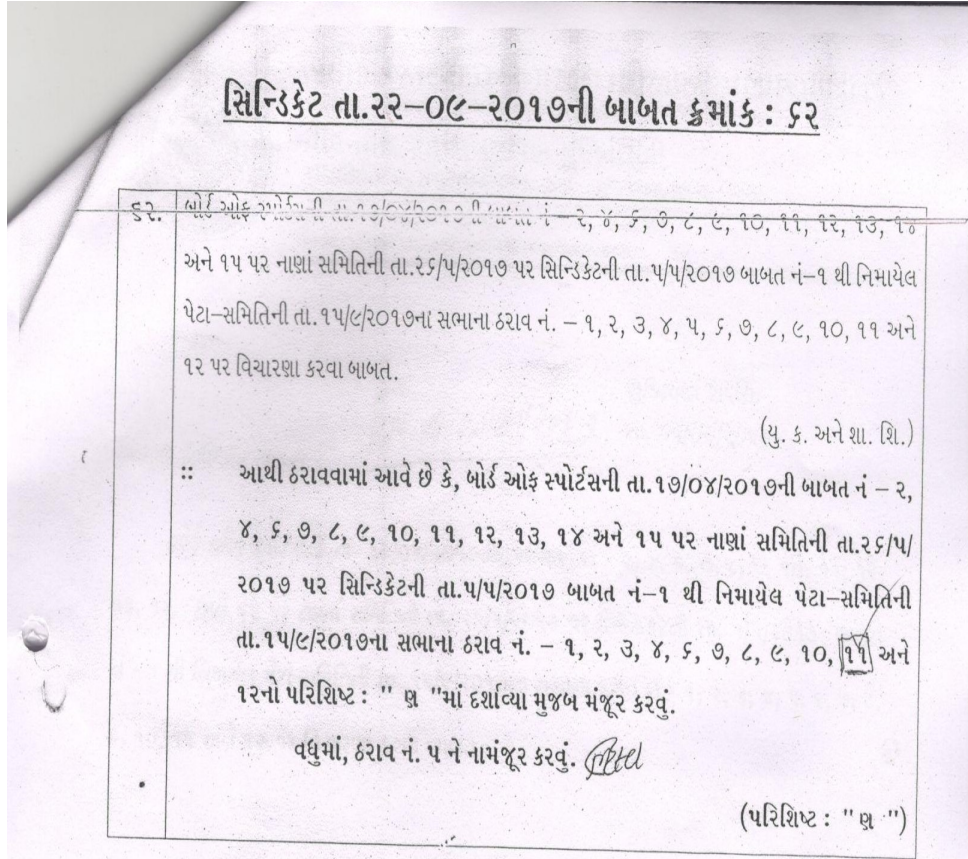 સિન્ડિકેટ તા.૨૨–૦૯–૨૦૧૭ની બાબત ક્રમાંક : ૬૨
૬૨. બોર્ડ ઓફ સ્પોર્ટસની તા.૧૭/૦૪/૨૦૧૭ની બાબત નં – ૨, ૪, ૬, ૭, ૮, ૯, ૧૦, ૧૧, ૧૨, ૧૩, ૧૪
અને ૧૫ પર નાણાં સમિતિની તા.૨૬/૫/૨૦૧૭ પર સિન્ડિકેટની તા.૫/૫/૨૦૧૭ બાબત નં–૧ થી નિમાયેલ
પેટા–સમિતિની તા.૧૫/૯/૨૦૧૭ના સભાના ઠરાવ નં. – ૧, ૨, ૩, ૪, ૫, ૬, ૭, ૮, ૯, ૧૦, ૧૧ અને
૧૨ પર વિચારણા કરવા બાબત.
(યુ. ક. અને શા. શિ.)
:: આથી ઠરાવવામાં આવે છે કે, બોર્ડ ઓફ સ્પોર્ટસની તા.૧૭/૦૪/૨૦૧૭ની બાબત નં – ૨,
૪, ૬, ૭, ૮, ૯, ૧૦, ૧૧, ૧૨, ૧૩, ૧૪ અને ૧૫ પર નાણાં સમિતિની તા.૨૬/૫/
૨૦૧૭ પર સિન્ડિકેટની તા.૫/૫/૨૦૧૭ બાબત નં–૧ થી નિમાયેલ પેટા–સમિતિની
તા.૧૫/૯/૨૦૧૭ના સભાના ઠરાવ નં. – ૧, ૨, ૩, ૪, ૬, ૭, ૮, ૯, ૧૦, ૧૧ અને
૧૨નો પરિશિષ્ટ : " ણ "માં દર્શાવ્યા મુજબ મંજૂર કરવું.
વધુમાં, ઠરાવ નં. ૫ ને નામંજૂર કરવું.
(પરિશિષ્ટ : " ણ ")